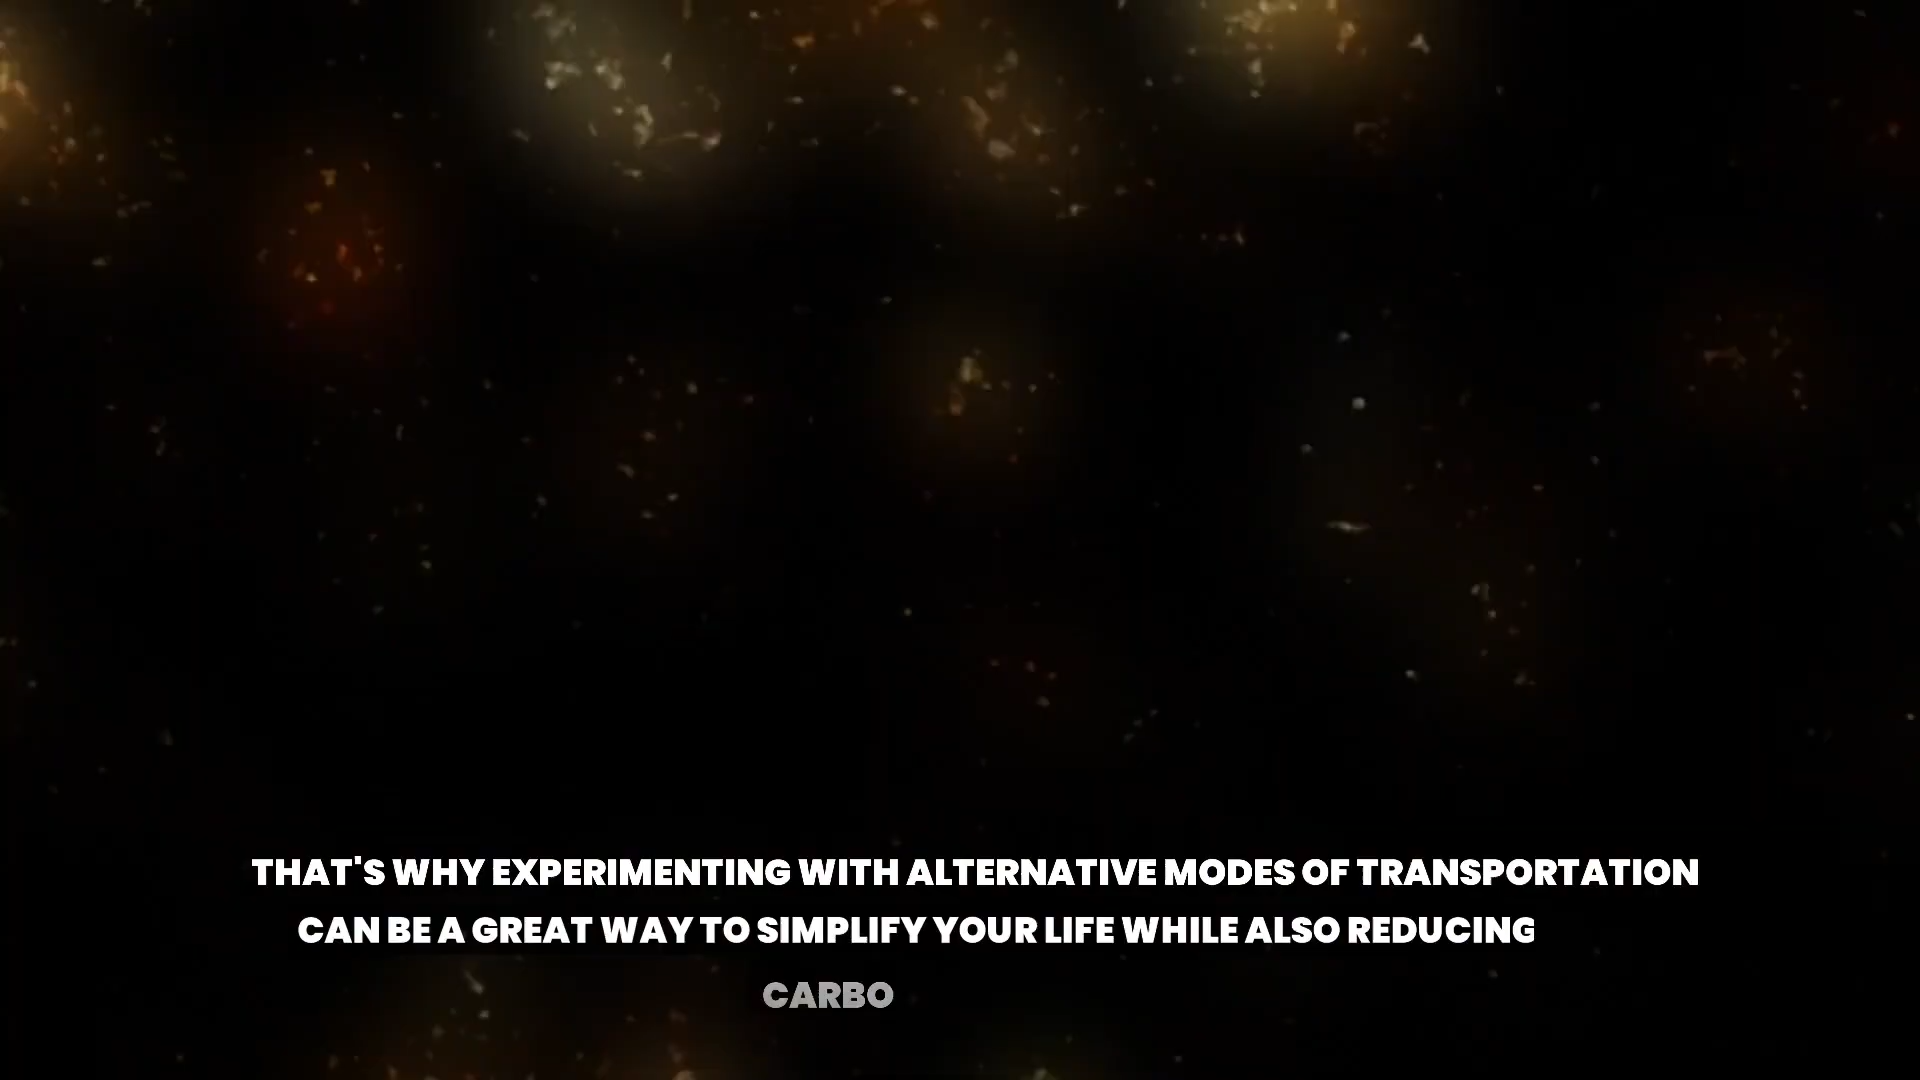 THAT'S WHY EXPERIMENTING WITH ALTERNATIVE MODES OF TRANSPORTATION
CAN BE A GREAT WAY TO SIMPLIFY YOUR LIFE WHILE ALSO REDUCING
CARBO